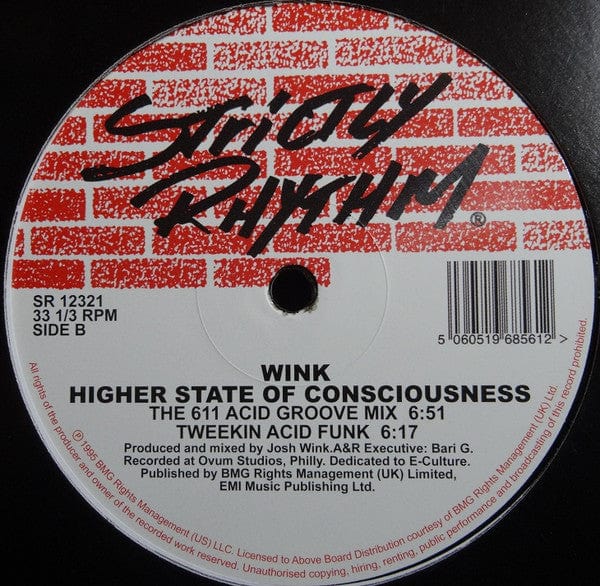 STRICTLY
RHYTHM®
SR 12321
33 1/3 RPM
SIDE B
5 060519 685612 >
WINK
HIGHER STATE OF CONSCIOUSNESS
THE 611 ACID GROOVE MIX 6:51
TWEEKIN ACID FUNK 6:17
Produced and mixed by Josh Wink.A&R Executive: Bari G.
Recorded at Ovum Studios, Philly. Dedicated to E-Culture.
Published by BMG Rights Management (UK) Limited,
EMI Music Publishing Ltd.
℗1995 BMG Rights Management (US) LLC. Licensed to Above Board Distribution courtesy of BMG Rights Management (UK) Ltd.
All rights of the producer and owner of the recorded work reserved. Unauthorised copying, hiring, renting, public performance and broadcasting of this record prohibited.